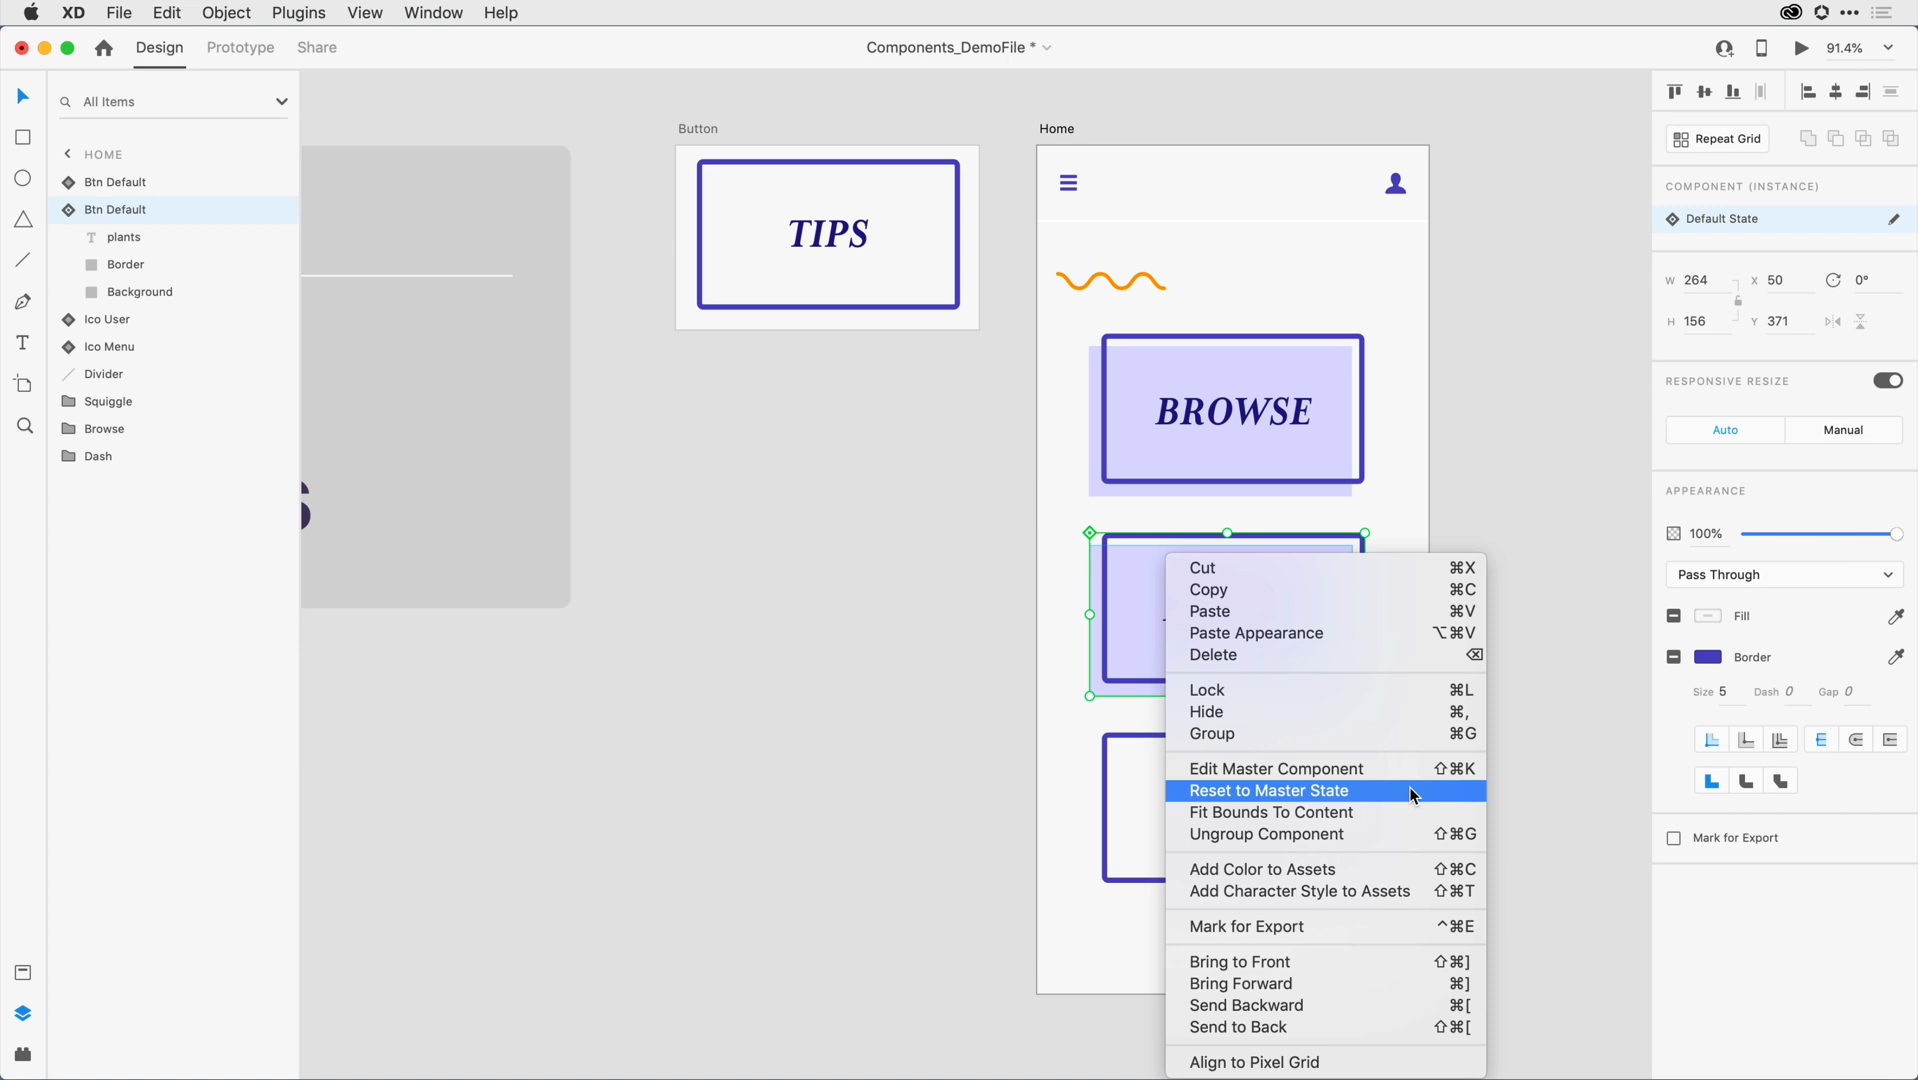 XD File Edit Object Plugins View Window Help
Design Prototype Share
Components_DemoFile *
91.4%
All Items
HOME
Btn Default
Btn Default
plants
Border
Background
Ico User
Ico Menu
Divider
Squiggle
Browse
Dash
Button
TIPS
Home
BROWSE
Cut ⌘X
Copy ⌘C
Paste ⌘V
Paste Appearance ⌥⌘V
Delete ⌫
Lock ⌘L
Hide ⌘,
Group ⌘G
Edit Master Component ⇧⌘K
Reset to Master State
Fit Bounds To Content
Ungroup Component ⇧⌘G
Add Color to Assets ⇧⌘C
Add Character Style to Assets ⇧⌘T
Mark for Export ^⌘E
Bring to Front ⇧⌘]
Bring Forward ⌘]
Send Backward ⌘[
Send to Back ⇧⌘[
Align to Pixel Grid
Repeat Grid
COMPONENT (INSTANCE)
Default State
W 264 X 50 0°
H 156 Y 371
RESPONSIVE RESIZE
Auto Manual
APPEARANCE
100%
Pass Through
Fill
Border
Size 5 Dash 0 Gap 0
Mark for Export